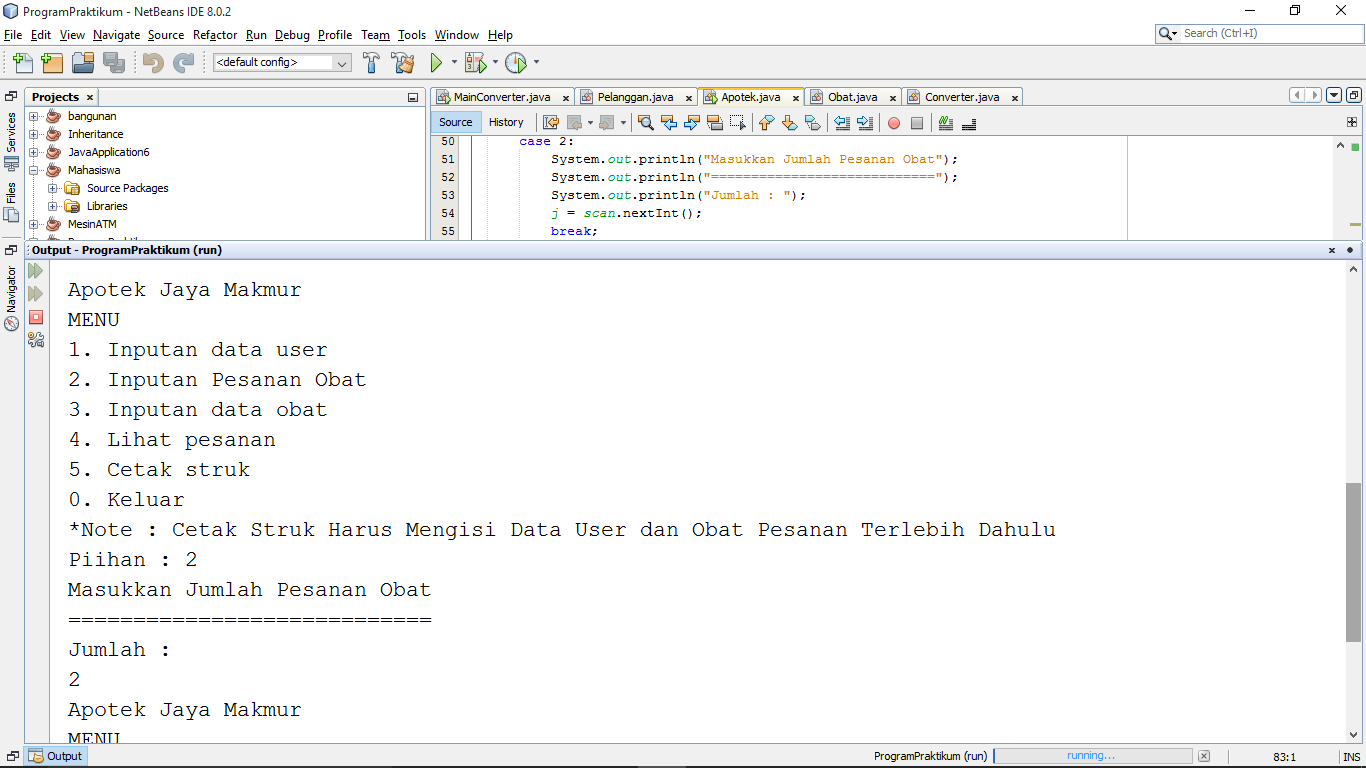 ProgramPraktikum - NetBeans IDE 8.0.2
File Edit View Navigate Source Refactor Run Debug Profile Team Tools Window Help
Search (Ctrl+I)
<default config>
Projects
MainConverter.java
Pelanggan.java
Apotek.java
Obat.java
Converter.java
Services
Files
Navigator
bangunan
Inheritance
JavaApplication6
Mahasiswa
Source Packages
Libraries
MesinATM
Source History
50 case 2:
51 System.out.println("Masukkan Jumlah Pesanan Obat");
52 System.out.println("============================");
53 System.out.println("Jumlah : ");
54 j = scan.nextInt();
55 break;
Output - ProgramPraktikum (run)
Apotek Jaya Makmur
MENU
1. Inputan data user
2. Inputan Pesanan Obat
3. Inputan data obat
4. Lihat pesanan
5. Cetak struk
0. Keluar
*Note : Cetak Struk Harus Mengisi Data User dan Obat Pesanan Terlebih Dahulu
Piihan : 2
Masukkan Jumlah Pesanan Obat
============================
Jumlah :
2
Apotek Jaya Makmur
MENU
Output
ProgramPraktikum (run)
running...
83:1
INS